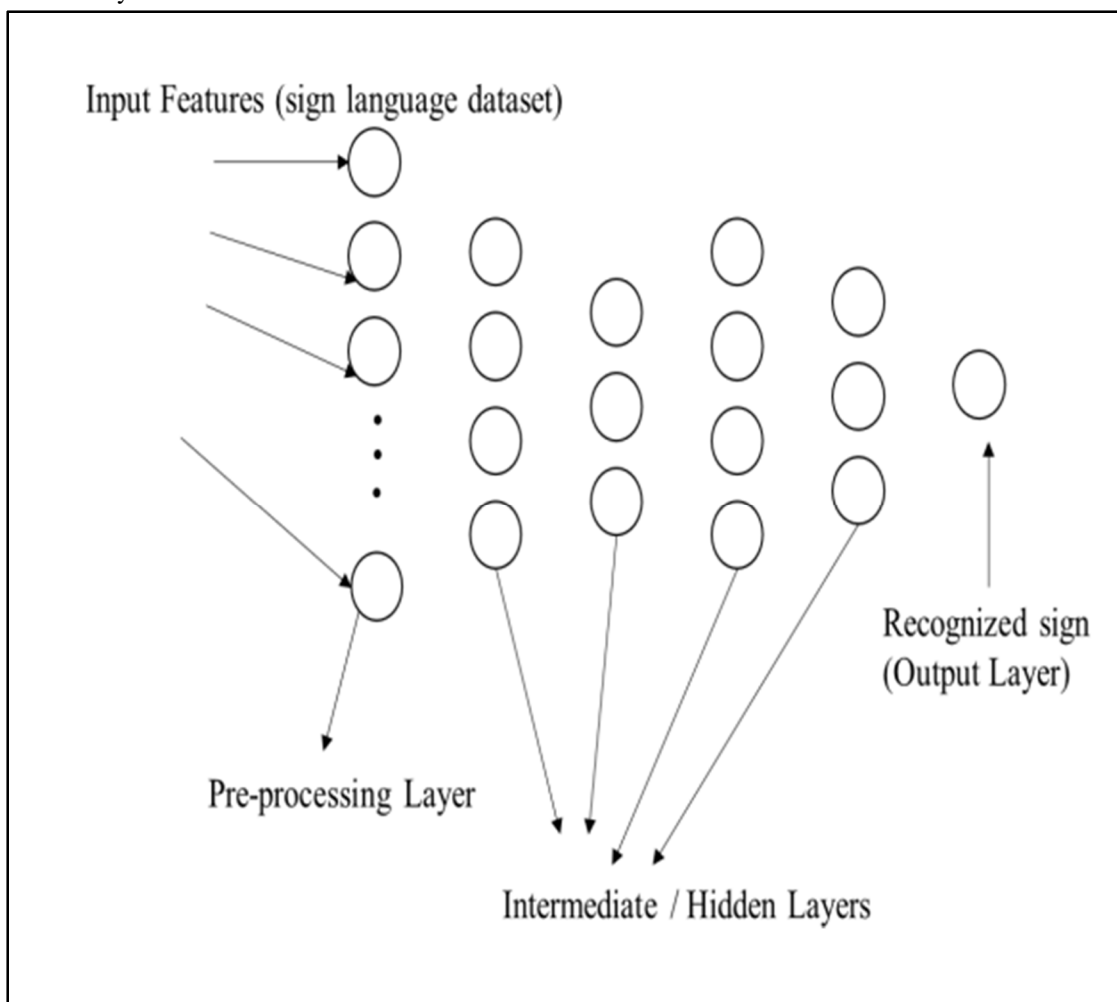 Input Features (sign language dataset)
Recognized sign
(Output Layer)
Pre-processing Layer
Intermediate / Hidden Layers